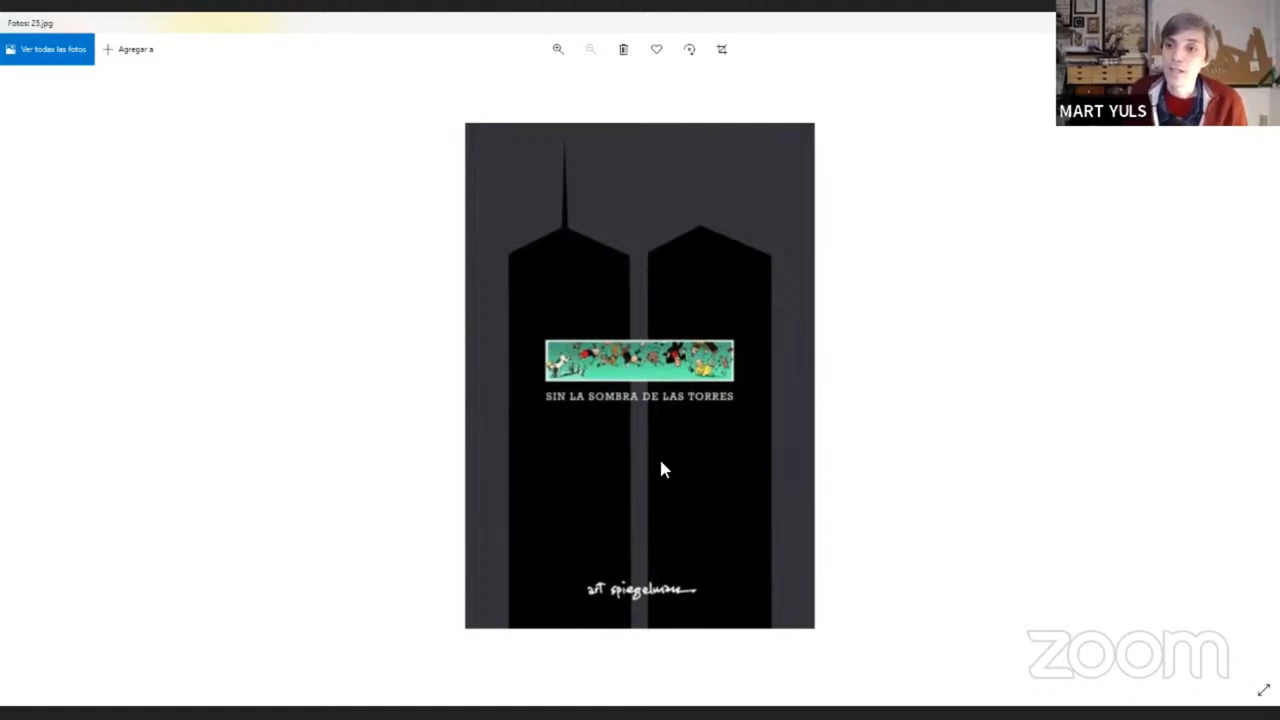 Fotos: 25.jpg
Ver todas las fotos
Agregar a
MART YULS
SIN LA SOMBRA DE LAS TORRES
art spiegelman
zoom